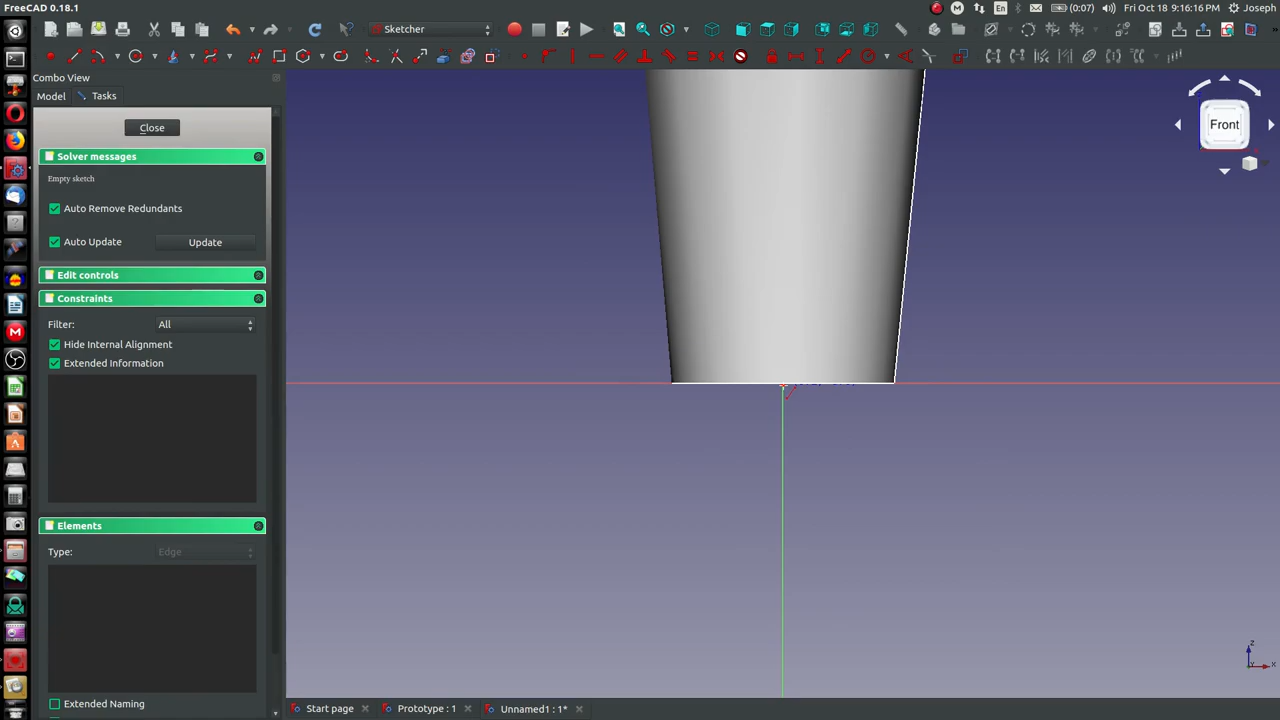 FreeCAD 0.18.1
En
(0:07)
Fri Oct 18 9:16:16 PM
Joseph
Sketcher
Combo View
Model
Tasks
Close
Solver messages
Empty sketch
Auto Remove Redundants
Auto Update
Update
Edit controls
Constraints
Filter:
All
Hide Internal Alignment
Extended Information
Elements
Type:
Edge
Extended Naming
Front
z
Y
x
Start page
Prototype : 1
Unnamed1 : 1*